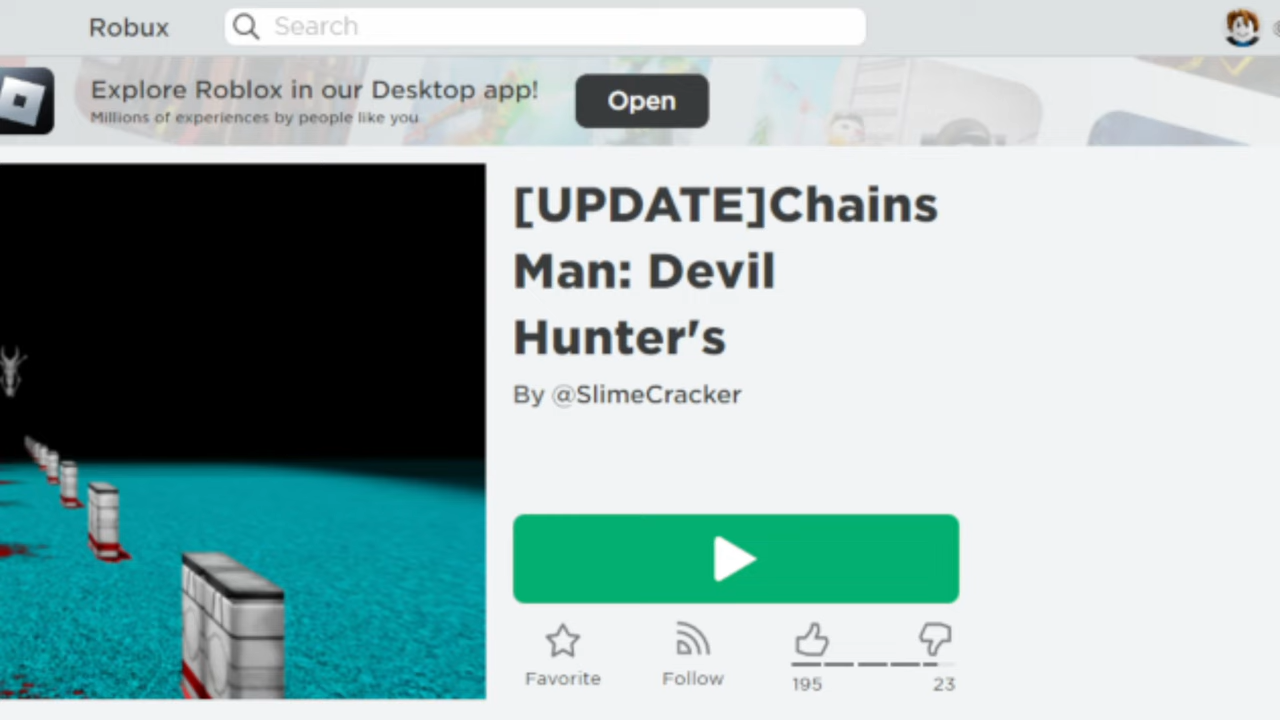 Robux
Search
Explore Roblox in our Desktop app!
Millions of experiences by people like you
Open
[UPDATE]Chains
Man: Devil
Hunter's
By @SlimeCracker
Favorite
Follow
195
23